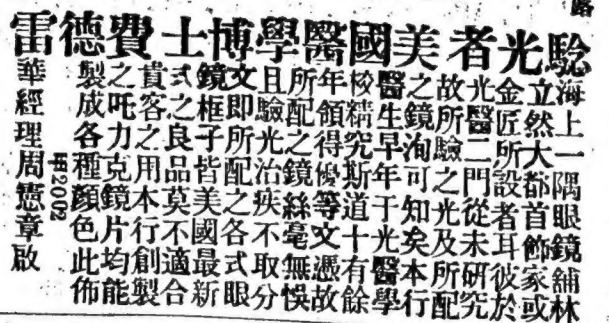 路
騐光者美國醫學博士費德雷
海上一隅眼鏡舖林
立然大都首飾家或
金匠所設者耳彼於
光醫二門從未研究
故所驗之光及所配
之鏡洵可知矣本行
醫生早年于光醫學
校精究斯道十有餘
年領得優等文憑故
所配之鏡絲毫無悞
且驗光治疾不取分
文即所配之各式眼
鏡框子皆美國最新
式之良品莫不適合
貴客之用本行創製
之吒力克鏡片均能
製成各種顏色此佈
甲2002
華經理周憲章啟